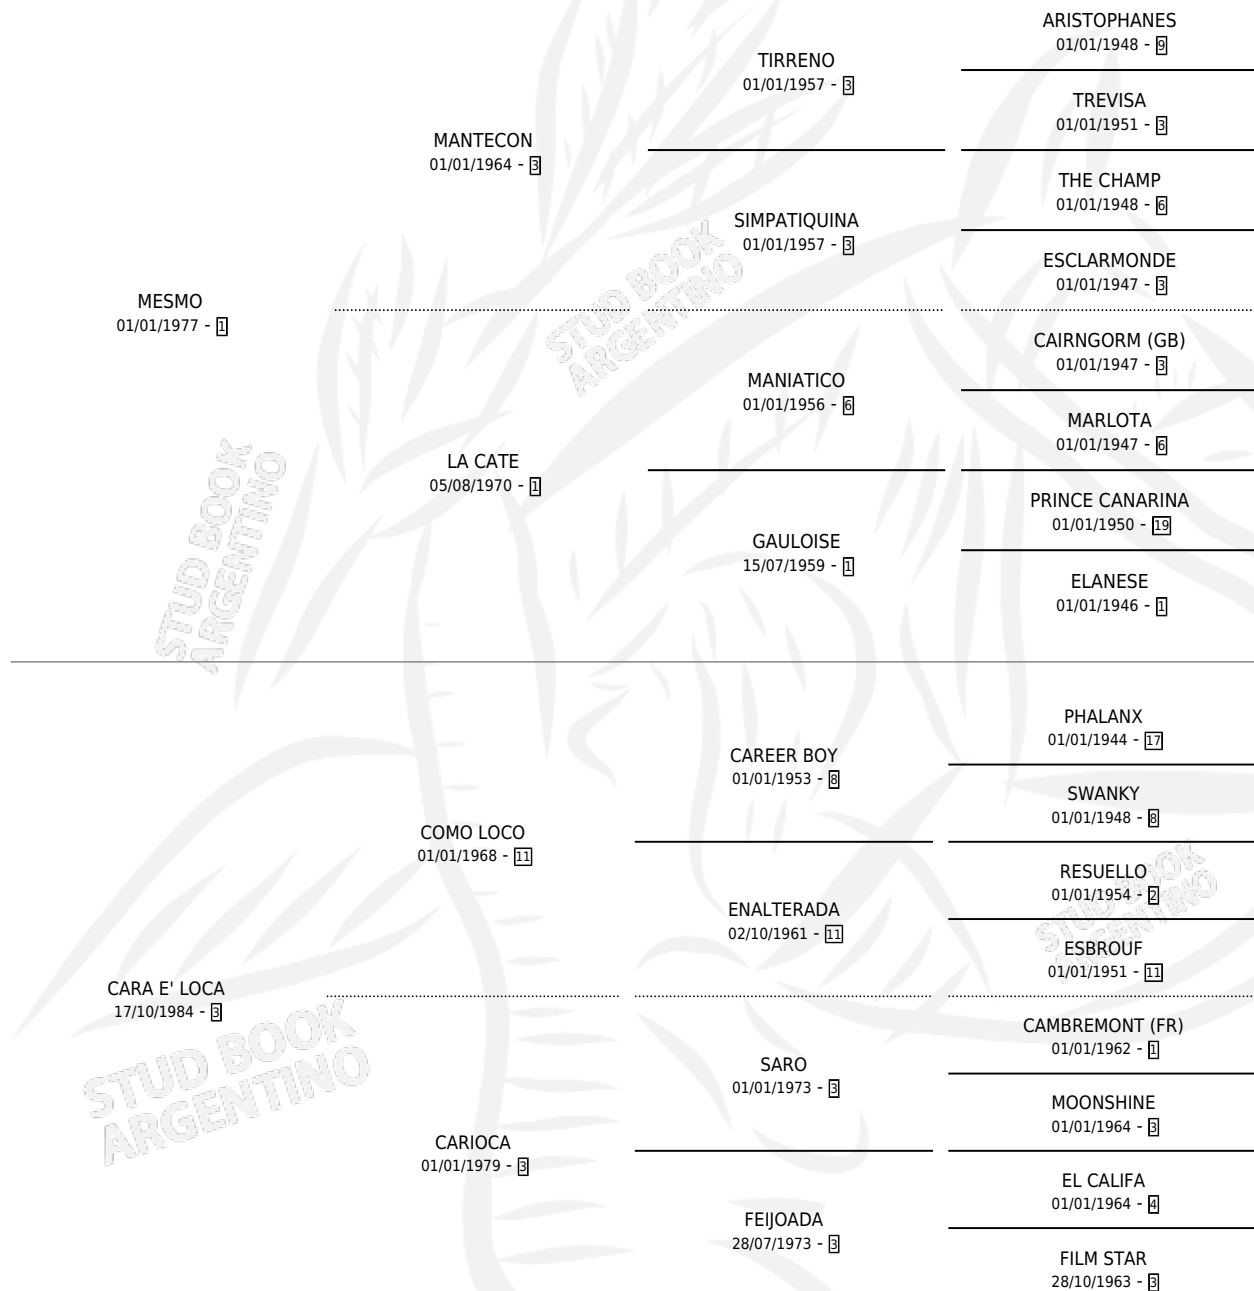 ARISTOPHANES
01/01/1948 - 9
TIRRENO
01/01/1957 - 3
TREVISA
01/01/1951 - 3
MANTECON
01/01/1964 - 3
THE CHAMP
01/01/1948 - 6
SIMPATIQUINA
01/01/1957 - 3
ESCLARMONDE
01/01/1947 - 3
MESMO
01/01/1977 - 1
STUD BOOK
ARGENTINO
CAIRNGORM (GB)
01/01/1947 - 3
MANIATICO
01/01/1956 - 6
MARLOTA
01/01/1947 - 6
LA CATE
05/08/1970 - 1
PRINCE CANARINA
01/01/1950 - 19
GAULOISE
15/07/1959 - 1
ELANESE
01/01/1946 - 1
STUD BOOK
ARGENTINO
PHALANX
01/01/1944 - 17
CAREER BOY
01/01/1953 - 8
SWANKY
01/01/1948 - 8
COMO LOCO
01/01/1968 - 11
RESUELLO
01/01/1954 - 2
ENALTERADA
02/10/1961 - 11
ESBROUF
01/01/1951 - 11
STUD BOOK
ARGENTINO
CARA E' LOCA
17/10/1984 - 3
CAMBREMONT (FR)
01/01/1962 - 1
SARO
01/01/1973 - 3
MOONSHINE
01/01/1964 - 3
STUD BOOK
ARGENTINO
CARIOCA
01/01/1979 - 3
EL CALIFA
01/01/1964 - 4
FEIJOADA
28/07/1973 - 3
FILM STAR
28/10/1963 - 3